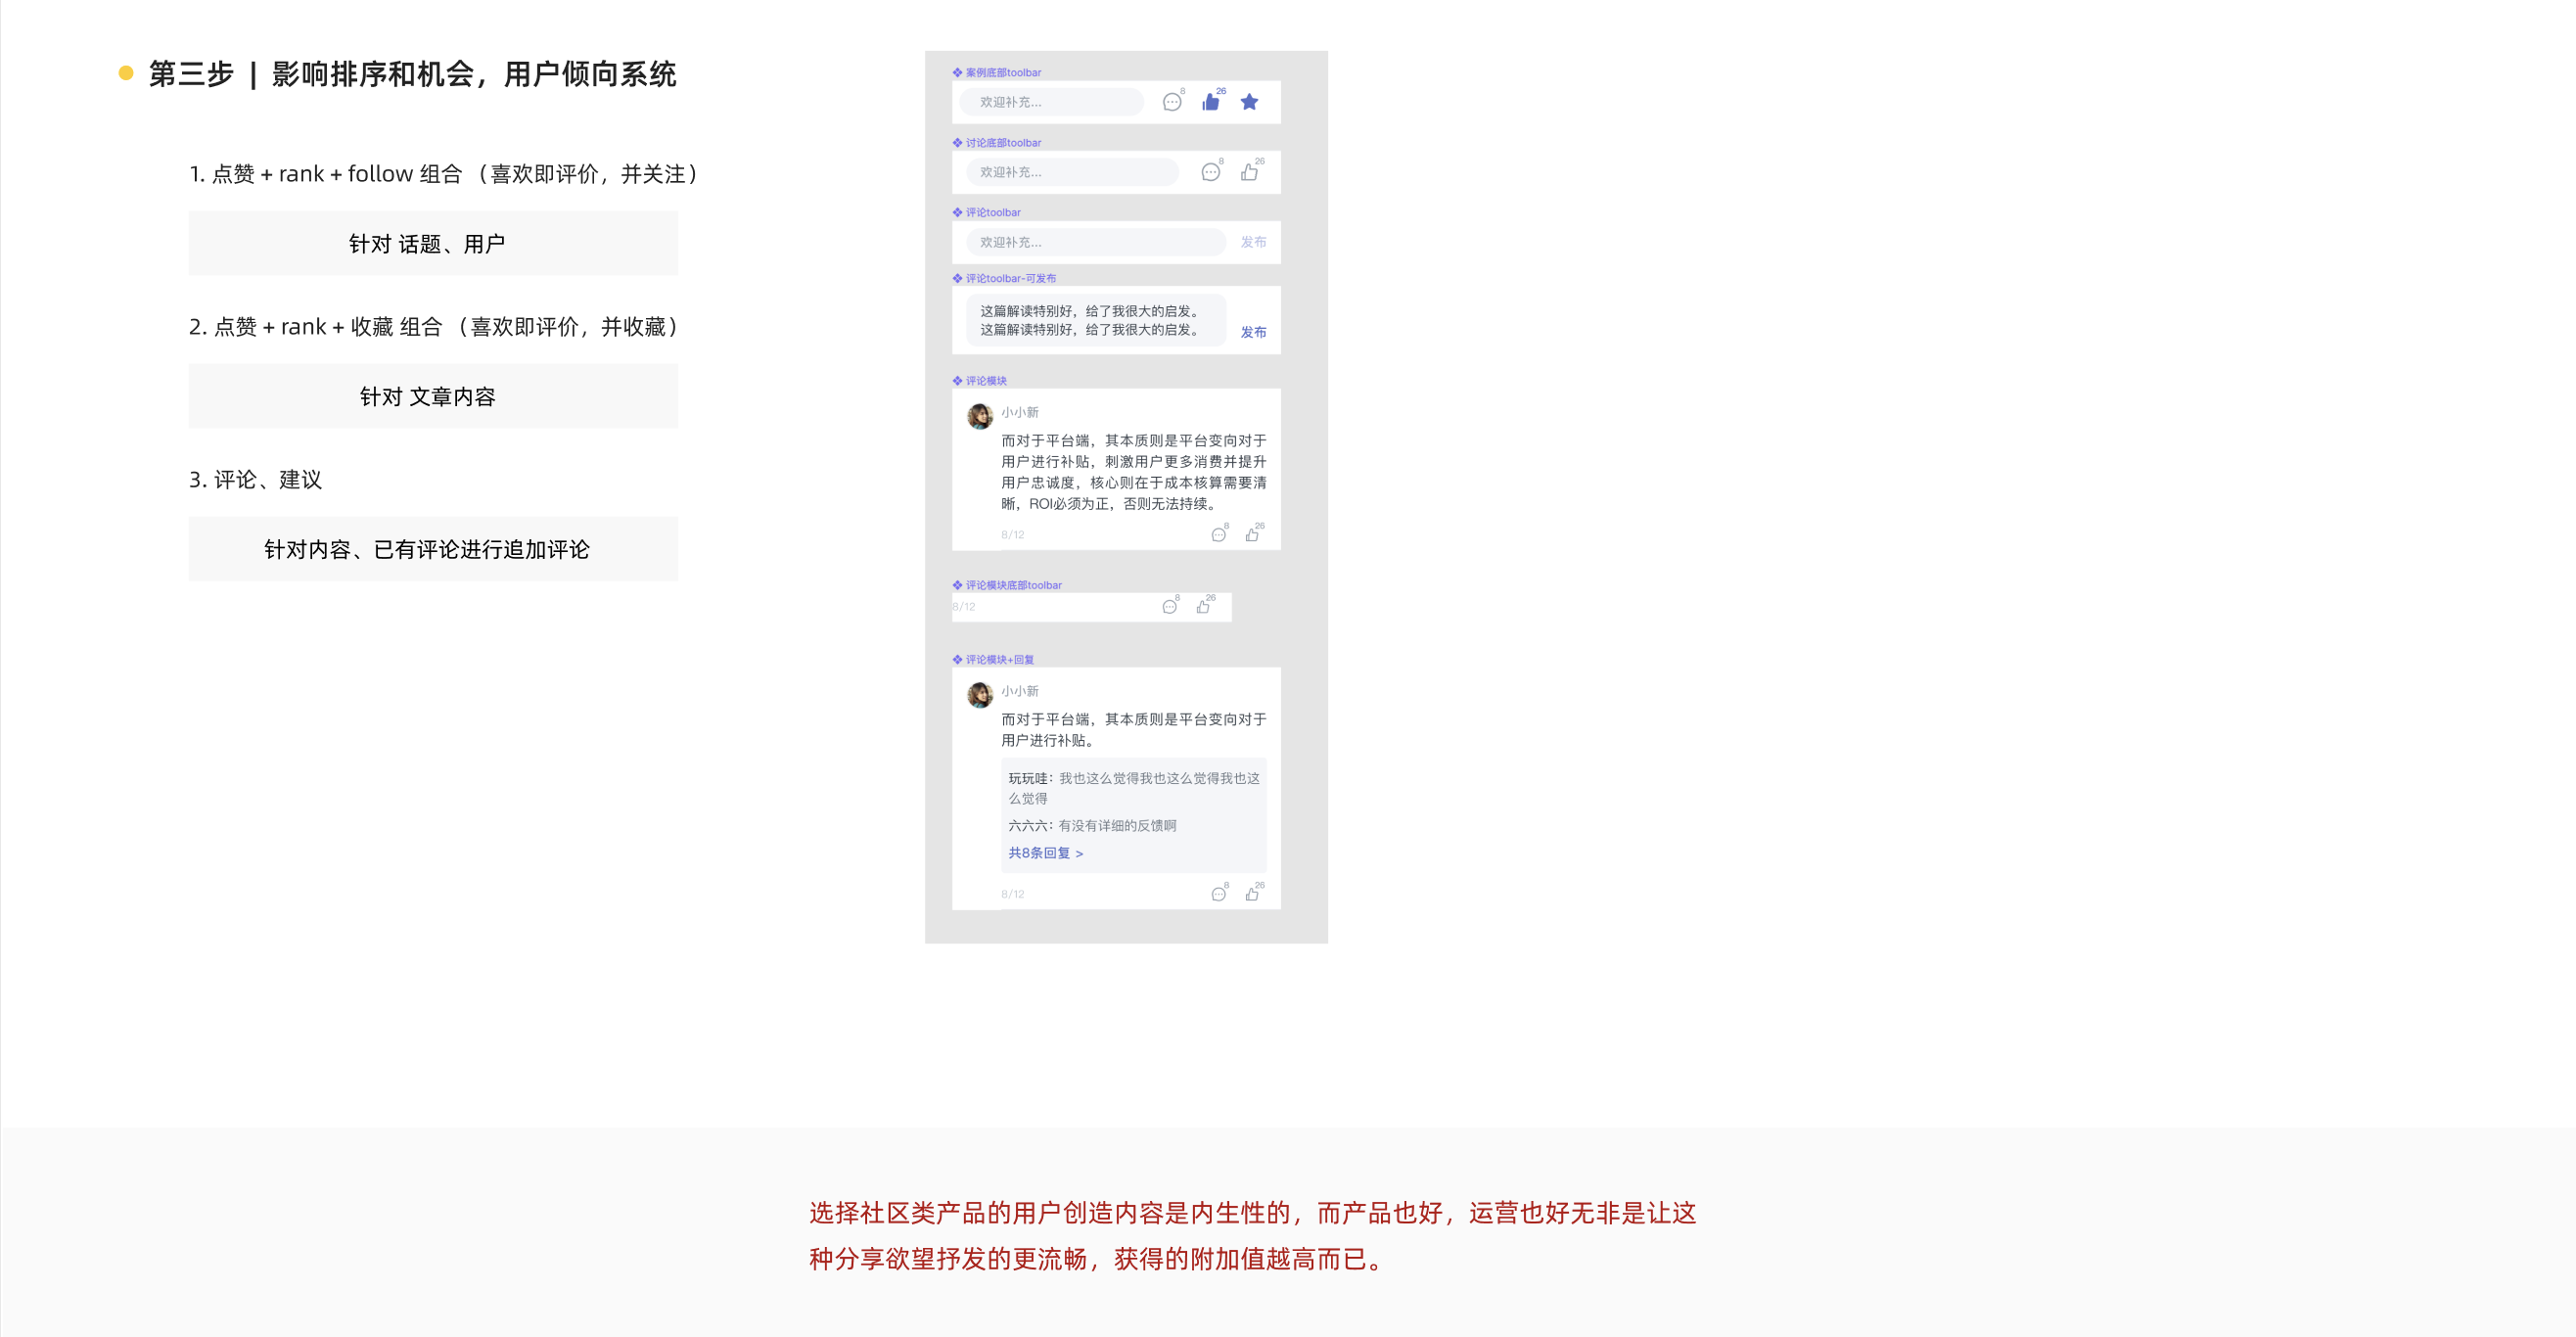 第三步 | 影响排序和机会，用户倾向系统
1. 点赞 + rank + follow 组合 （喜欢即评价，并关注）
针对 话题、用户
2. 点赞 + rank + 收藏 组合 （喜欢即评价，并收藏）
针对 文章内容
3. 评论、建议
针对内容、已有评论进行追加评论
案例底部toolbar
欢迎补充... 8 26
讨论底部toolbar
欢迎补充... 8 26
评论toolbar
欢迎补充... 发布
评论toolbar-可发布
这篇解读特别好，给了我很大的启发。
这篇解读特别好，给了我很大的启发。 发布
评论模块
小小新
而对于平台端，其本质则是平台变向对于
用户进行补贴，刺激用户更多消费并提升
用户忠诚度，核心则在于成本核算需要清
晰，ROI必须为正，否则无法持续。
8/12 8 26
评论模块底部toolbar
8/12 8 26
评论模块+回复
小小新
而对于平台端，其本质则是平台变向对于
用户进行补贴。
玩玩哇：我也这么觉得我也这么觉得我也这
么觉得
六六六：有没有详细的反馈啊
共8条回复 >
8/12 8 26
选择社区类产品的用户创造内容是内生性的，而产品也好，运营也好无非是让这
种分享欲望抒发的更流畅，获得的附加值越高而已。